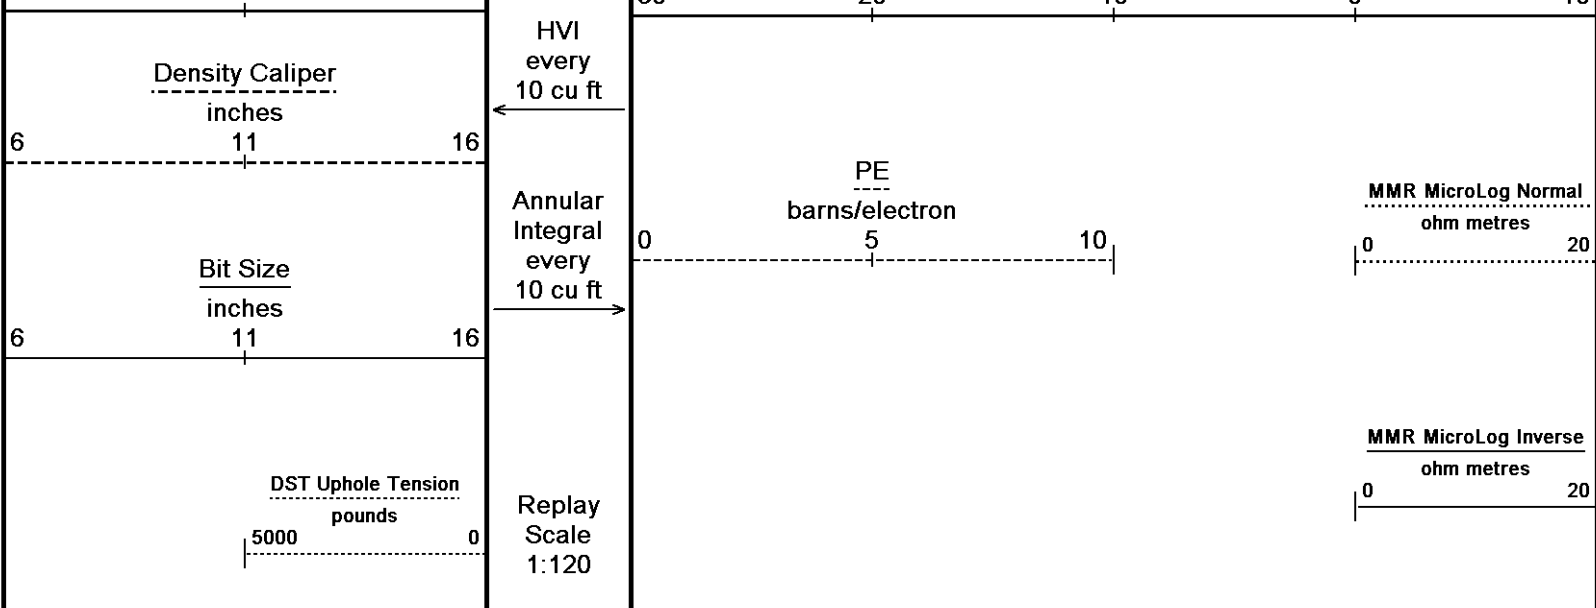 HVI
every
10 cu ft
Density Caliper
inches
6 11 16
Annular
Integral
every
10 cu ft
Bit Size
inches
6 11 16
DST Uphole Tension
pounds
5000 0
Replay
Scale
1:120
PE
barns/electron
0 5 10
MMR MicroLog Normal
ohm metres
0 20
MMR MicroLog Inverse
ohm metres
0 20